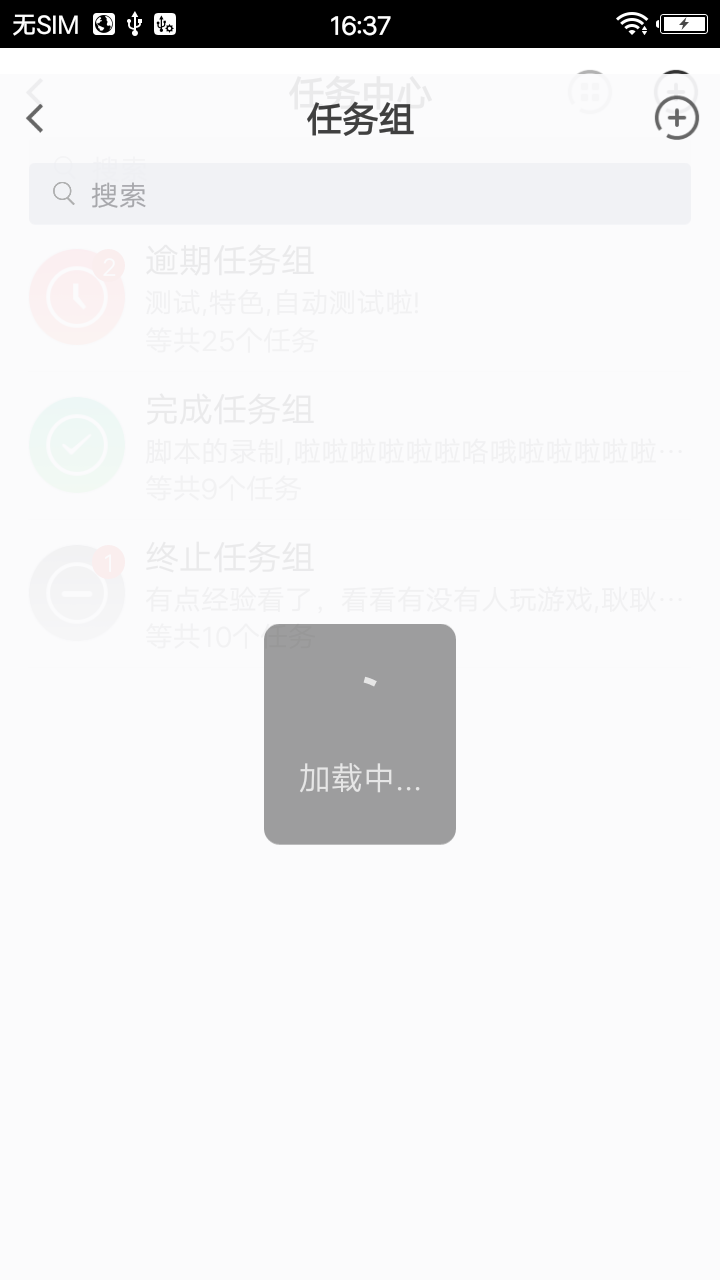 无SIM 16:37
任务中心
任务组
搜索
搜索
2
逾期任务组
测试,特色,自动测试啦!
等共25个任务
完成任务组
脚本的录制,啦啦啦啦啦啦咯哦啦啦啦啦啦…
等共9个任务
1
终止任务组
有点经验看了，看看有没有人玩游戏,耿耿…
等共10个任务
加载中...